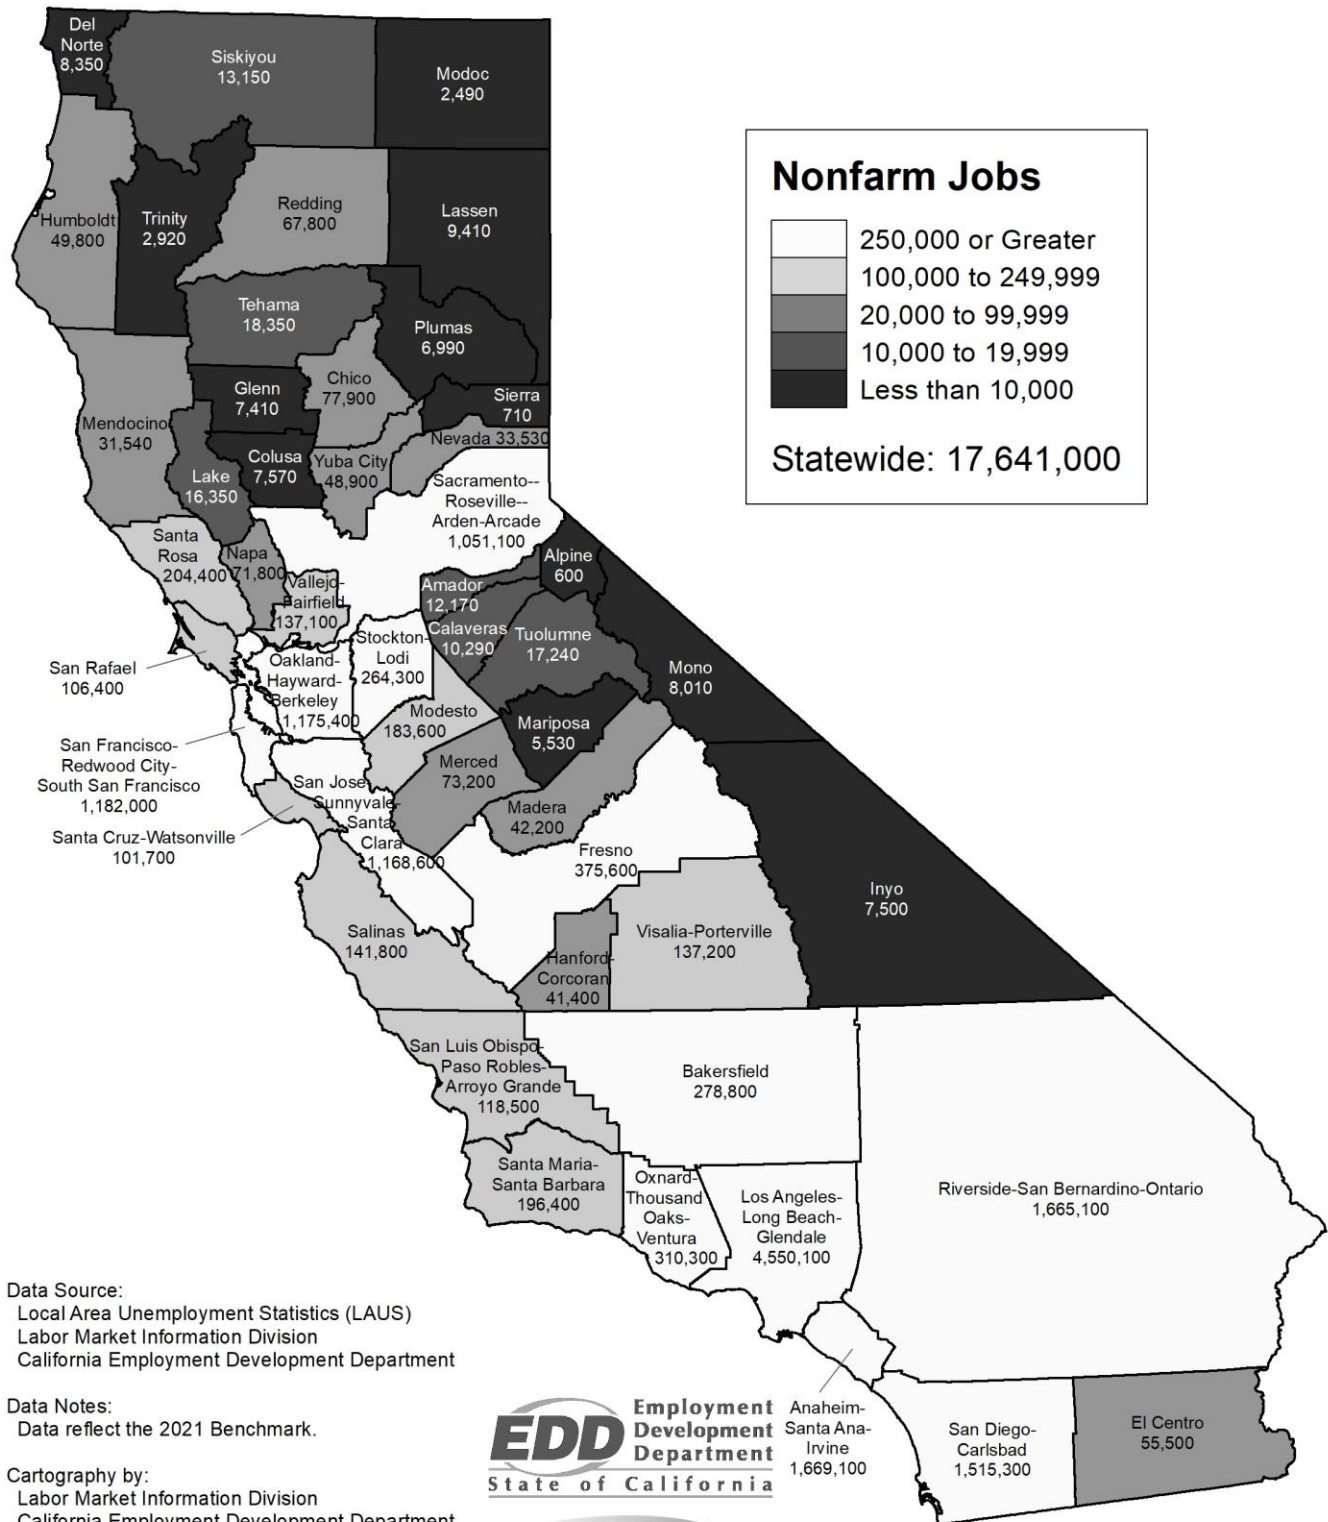 Del
Norte
8,350
Siskiyou
13,150
Modoc
2,490
Humboldt
49,800
Trinity
2,920
Redding
67,800
Lassen
9,410
Nonfarm Jobs
250,000 or Greater
100,000 to 249,999
20,000 to 99,999
10,000 to 19,999
Less than 10,000
Statewide: 17,641,000
Tehama
18,350
Plumas
6,990
Glenn
7,410
Chico
77,900
Sierra
710
Mendocino
31,540
Nevada 33,530
Lake
16,350
Colusa
7,570
Yuba City
48,900
Sacramento--
Roseville--
Arden-Arcade
1,051,100
Santa
Rosa
204,400
Napa
71,800
Vallejo-
Fairfield
137,100
Amador
12,170
Alpine
600
Calaveras
10,290
Tuolumne
17,240
Mono
8,010
San Rafael
106,400
Oakland-
Hayward-
Berkeley
1,175,400
Stockton-
Lodi
264,300
Modesto
183,600
Mariposa
5,530
San Francisco-
Redwood City-
South San Francisco
1,182,000
San Jose-
Sunnyvale-
Santa
Clara
1,168,600
Merced
73,200
Madera
42,200
Santa Cruz-Watsonville
101,700
Fresno
375,600
Inyo
7,500
Salinas
141,800
Hanford-
Corcoran
41,400
Visalia-Porterville
137,200
San Luis Obispo-
Paso Robles-
Arroyo Grande
118,500
Bakersfield
278,800
Santa Maria-
Santa Barbara
196,400
Oxnard-
Thousand
Oaks-
Ventura
310,300
Los Angeles-
Long Beach-
Glendale
4,550,100
Riverside-San Bernardino-Ontario
1,665,100
Anaheim-
Santa Ana-
Irvine
1,669,100
San Diego-
Carlsbad
1,515,300
El Centro
55,500
Data Source:
Local Area Unemployment Statistics (LAUS)
Labor Market Information Division
California Employment Development Department
Data Notes:
Data reflect the 2021 Benchmark.
Cartography by:
Labor Market Information Division
California Employment Development Department
EDD
Employment
Development
Department
State of California